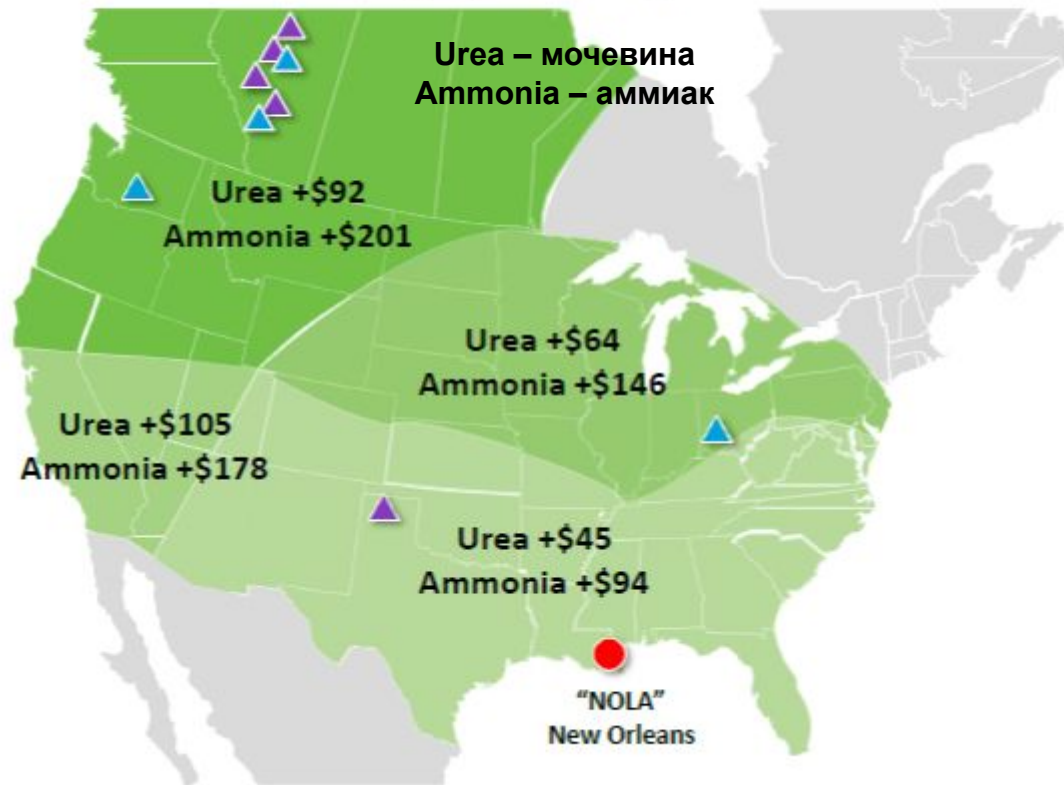 Urea – мочевина
Ammonia – аммиак
Urea +$92
Ammonia +$201
Urea +$64
Ammonia +$146
Urea +$105
Ammonia +$178
Urea +$45
Ammonia +$94
“NOLA”
New Orleans